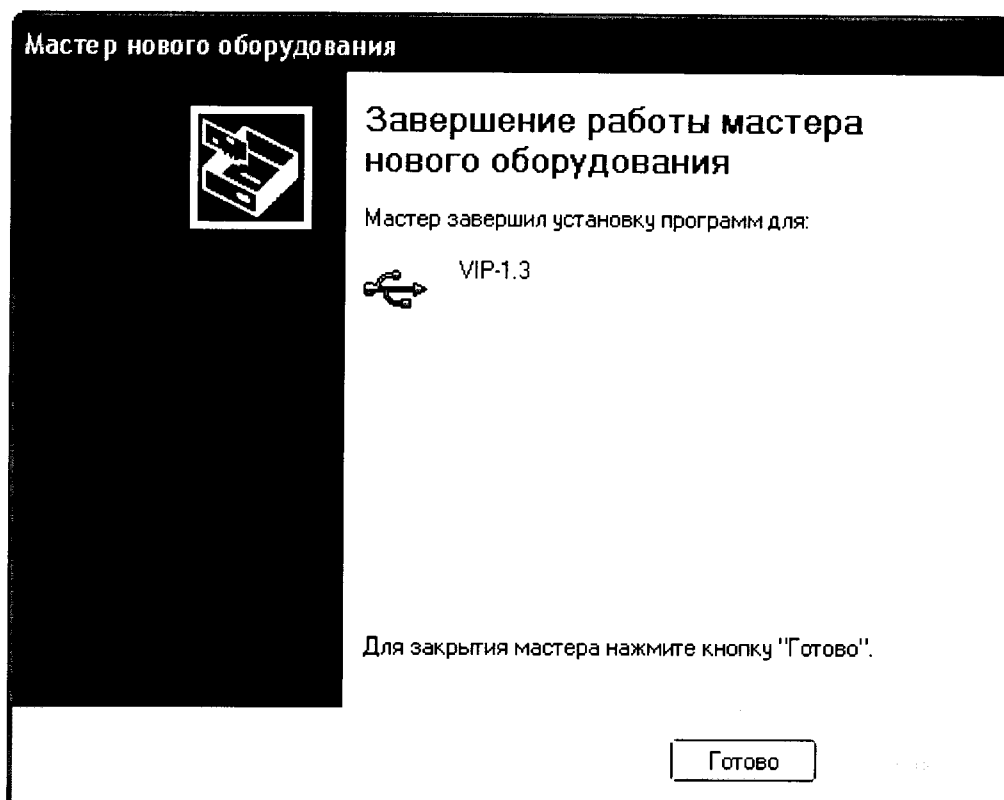 Мастер нового оборудования
Завершение работы мастера
нового оборудования
Мастер завершил установку программ для:
VIP-1.3
Для закрытия мастера нажмите кнопку "Готово".
Готово